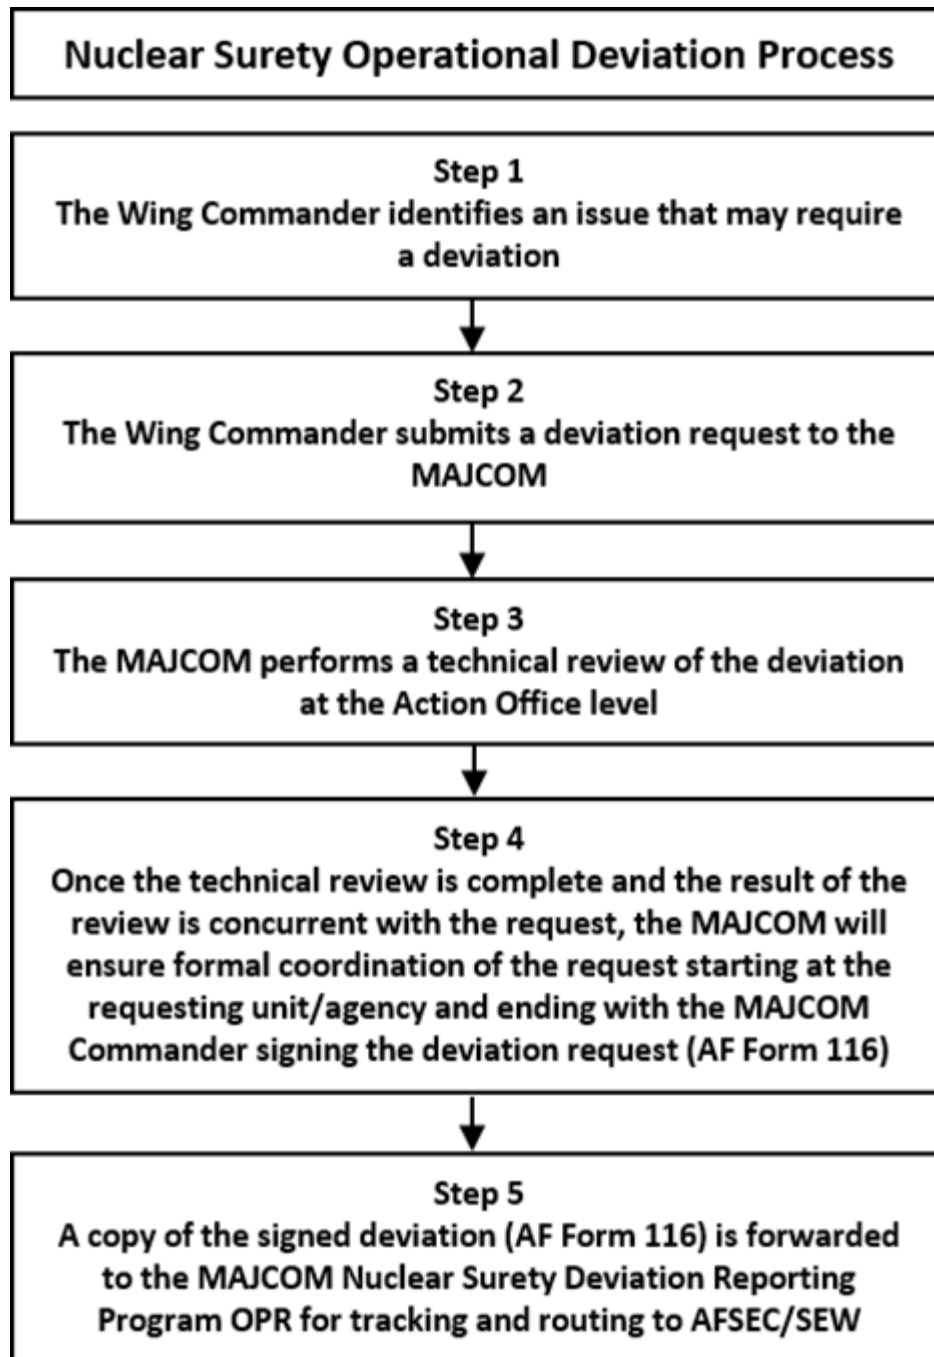 Nuclear Surety Operational Deviation Process
Step 1
The Wing Commander identifies an issue that may require
a deviation
Step 2
The Wing Commander submits a deviation request to the
MAJCOM
Step 3
The MAJCOM performs a technical review of the deviation
at the Action Office level
Step 4
Once the technical review is complete and the result of the
review is concurrent with the request, the MAJCOM will
ensure formal coordination of the request starting at the
requesting unit/agency and ending with the MAJCOM
Commander signing the deviation request (AF Form 116)
Step 5
A copy of the signed deviation (AF Form 116) is forwarded
to the MAJCOM Nuclear Surety Deviation Reporting
Program OPR for tracking and routing to AFSEC/SEW